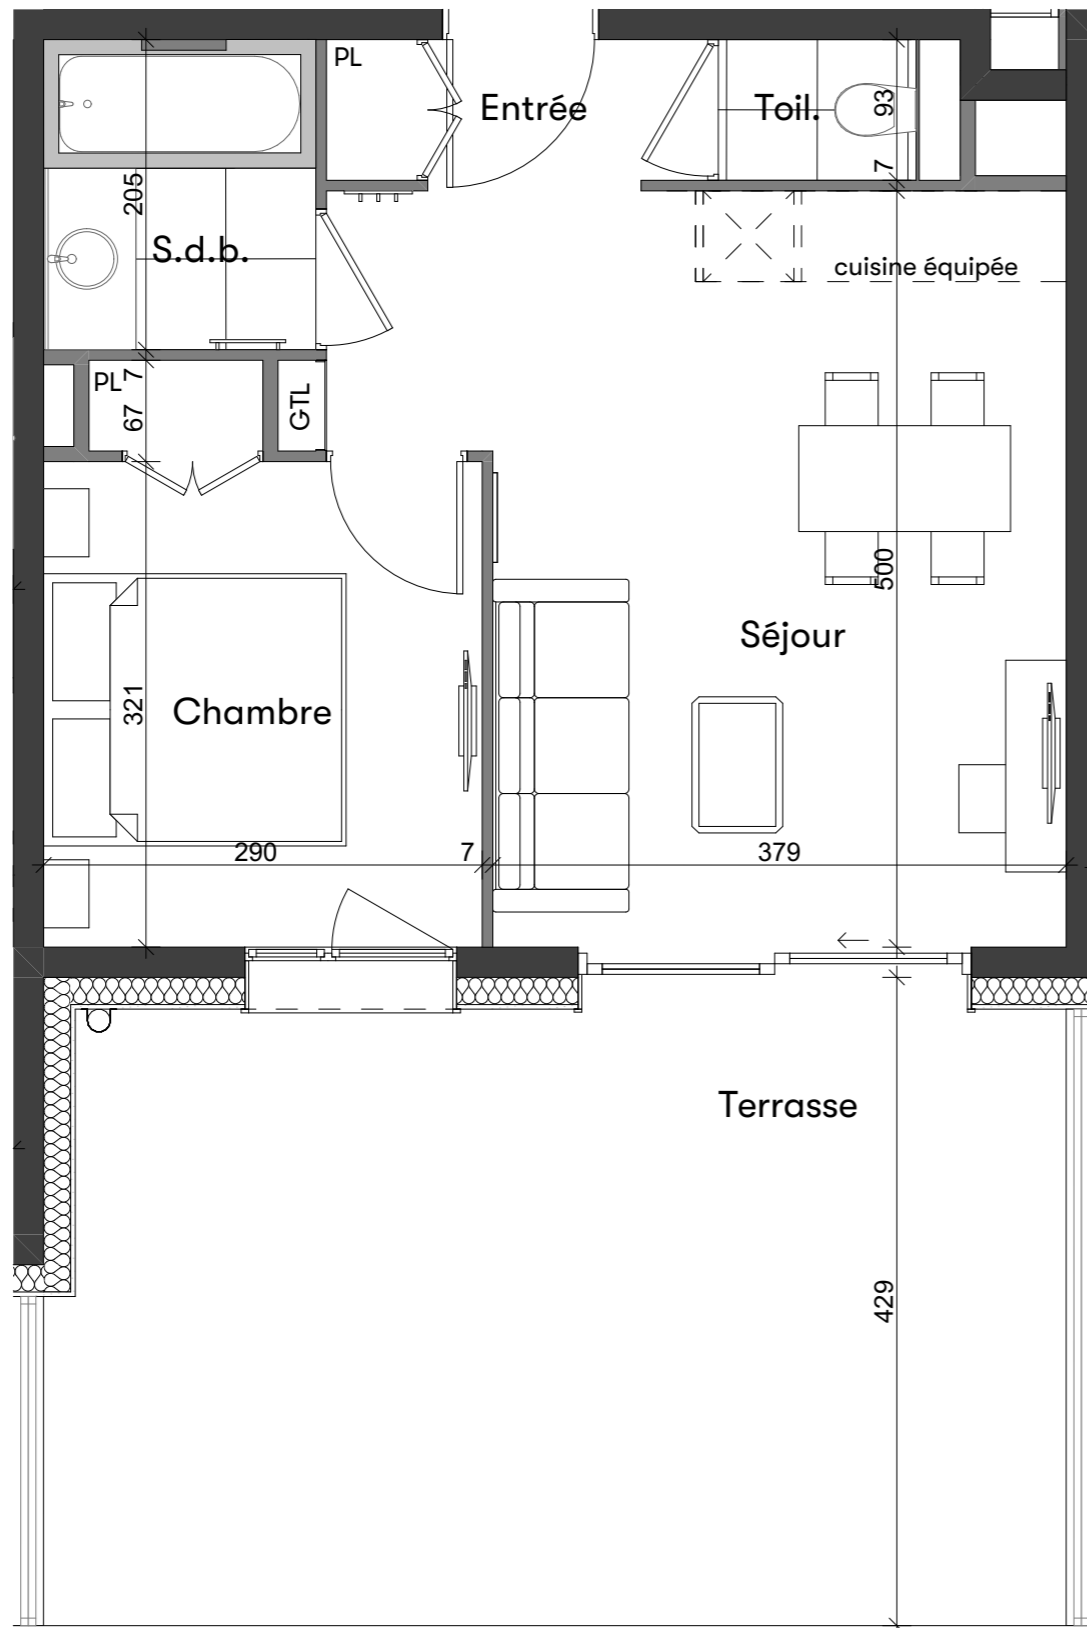 PL
Entrée
Toil.
93
7
205
S.d.b.
cuisine équipée
PL
7
67
GTL
500
Séjour
321
Chambre
290
7
379
Terrasse
429